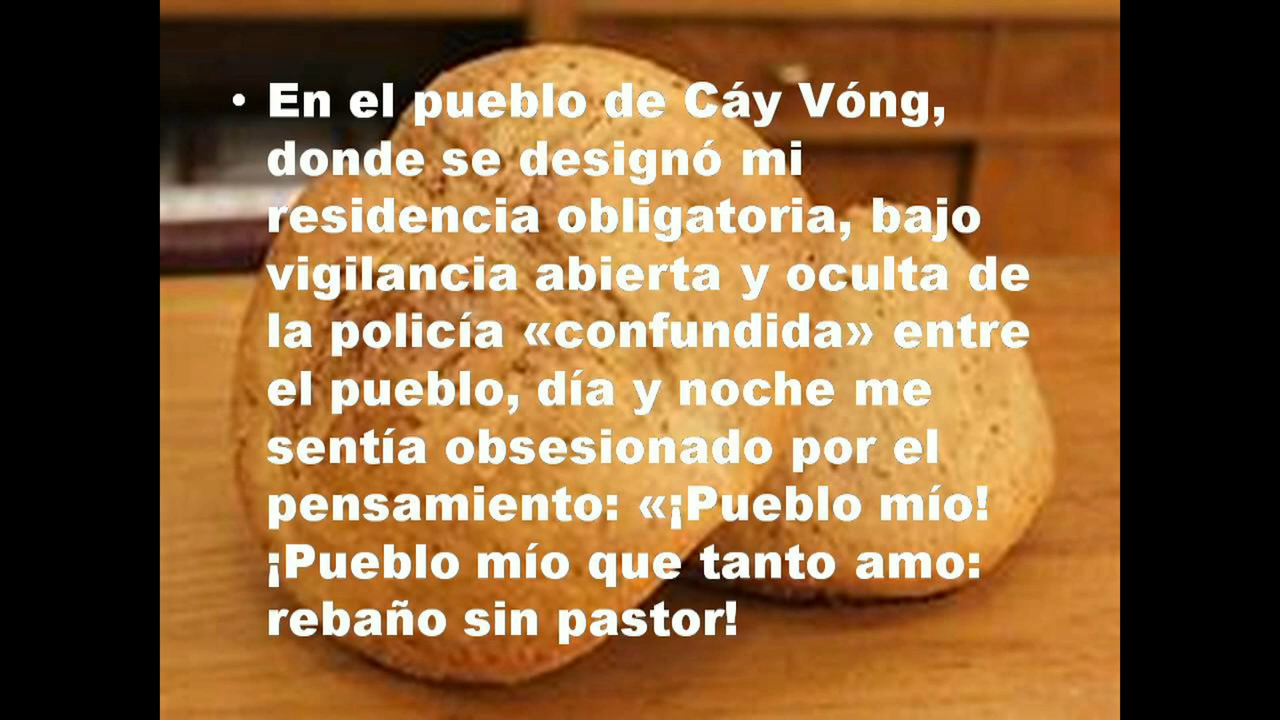 • En el pueblo de Cáy Vóng,
donde se designó mi
residencia obligatoria, bajo
vigilancia abierta y oculta de
la policía «confundida» entre
el pueblo, día y noche me
sentía obsesionado por el
pensamiento: «¡Pueblo mío!
¡Pueblo mío que tanto amo:
rebaño sin pastor!